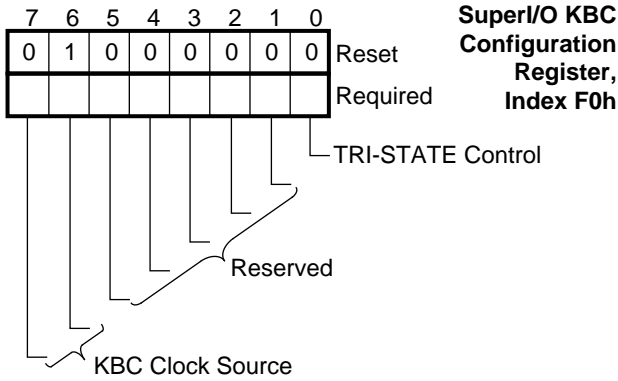 7 6 5 4 3 2 1 0
0 1 0 0 0 0 0 0 Reset
Required
SuperI/O KBC
Configuration
Register,
Index F0h
TRI-STATE Control
Reserved
KBC Clock Source